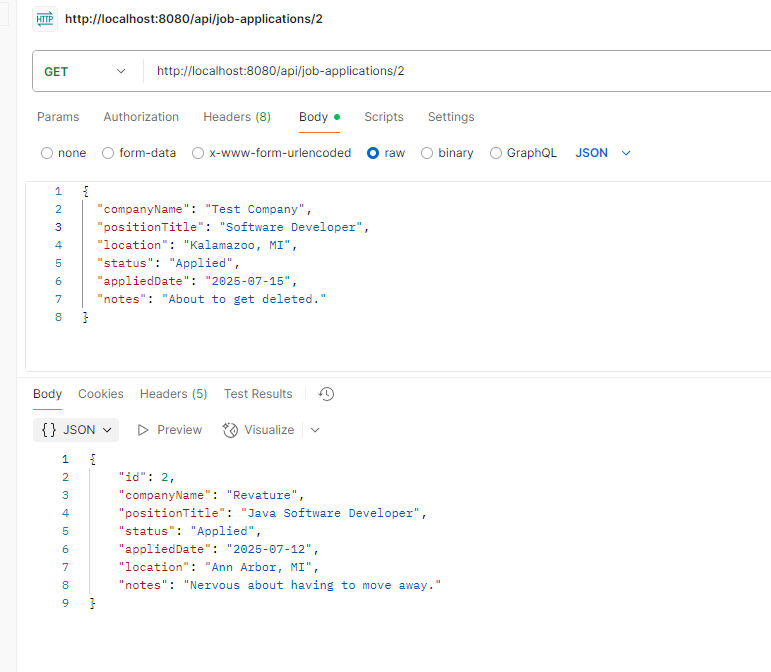 HTTP http://localhost:8080/api/job-applications/2
GET http://localhost:8080/api/job-applications/2
Params Authorization Headers (8) Body Scripts Settings
none form-data x-www-form-urlencoded raw binary GraphQL JSON
1 {
2 "companyName": "Test Company",
3 "positionTitle": "Software Developer",
4 "location": "Kalamazoo, MI",
5 "status": "Applied",
6 "appliedDate": "2025-07-15",
7 "notes": "About to get deleted."
8 }
Body Cookies Headers (5) Test Results
{} JSON Preview Visualize
1 {
2 "id": 2,
3 "companyName": "Revature",
4 "positionTitle": "Java Software Developer",
5 "status": "Applied",
6 "appliedDate": "2025-07-12",
7 "location": "Ann Arbor, MI",
8 "notes": "Nervous about having to move away."
9 }